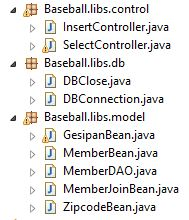 Baseball.libs.control
InsertController.java
SelectController.java
Baseball.libs.db
DBClose.java
DBConnection.java
Baseball.libs.model
GesipanBean.java
MemberBean.java
MemberDAO.java
MemberJoinBean.java
ZipcodeBean.java